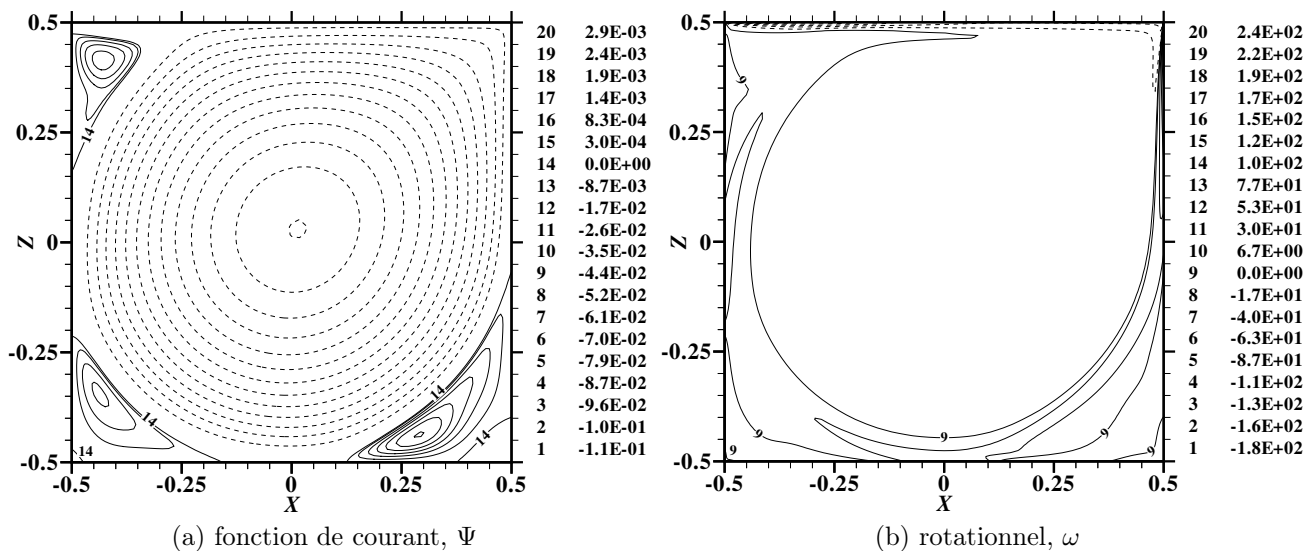 0.5
0.25
0
-0.25
-0.5
Z
-0.5
-0.25
0
0.25
0.5
X
14
14
14
14
14
20 2.9E-03
19 2.4E-03
18 1.9E-03
17 1.4E-03
16 8.3E-04
15 3.0E-04
14 0.0E+00
13 -8.7E-03
12 -1.7E-02
11 -2.6E-02
10 -3.5E-02
9 -4.4E-02
8 -5.2E-02
7 -6.1E-02
6 -7.0E-02
5 -7.9E-02
4 -8.7E-02
3 -9.6E-02
2 -1.0E-01
1 -1.1E-01
(a) fonction de courant, Ψ
0.5
0.25
0
-0.25
-0.5
Z
-0.5
-0.25
0
0.25
0.5
X
9
9
9
9
9
9
20 2.4E+02
19 2.2E+02
18 1.9E+02
17 1.7E+02
16 1.5E+02
15 1.2E+02
14 1.0E+02
13 7.7E+01
12 5.3E+01
11 3.0E+01
10 6.7E+00
9 0.0E+00
8 -1.7E+01
7 -4.0E+01
6 -6.3E+01
5 -8.7E+01
4 -1.1E+02
3 -1.3E+02
2 -1.6E+02
1 -1.8E+02
(b) rotationnel, ω